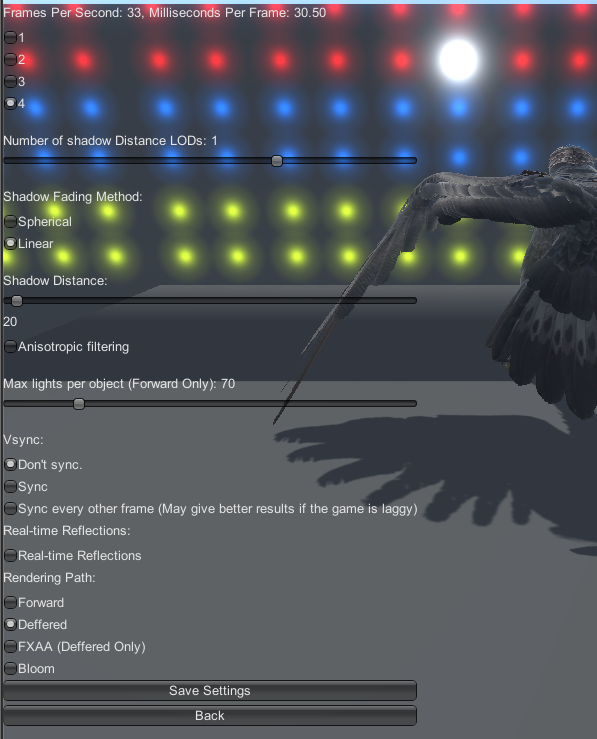 Frames Per Second: 33, Milliseconds Per Frame: 30.50
1
2
3
4
Number of shadow Distance LODs: 1
Shadow Fading Method:
Spherical
Linear
Shadow Distance:
20
Anisotropic filtering
Max lights per object (Forward Only): 70
Vsync:
Don't sync.
Sync
Sync every other frame (May give better results if the game is laggy)
Real-time Reflections:
Real-time Reflections
Rendering Path:
Forward
Deffered
FXAA (Deffered Only)
Bloom
Save Settings
Back